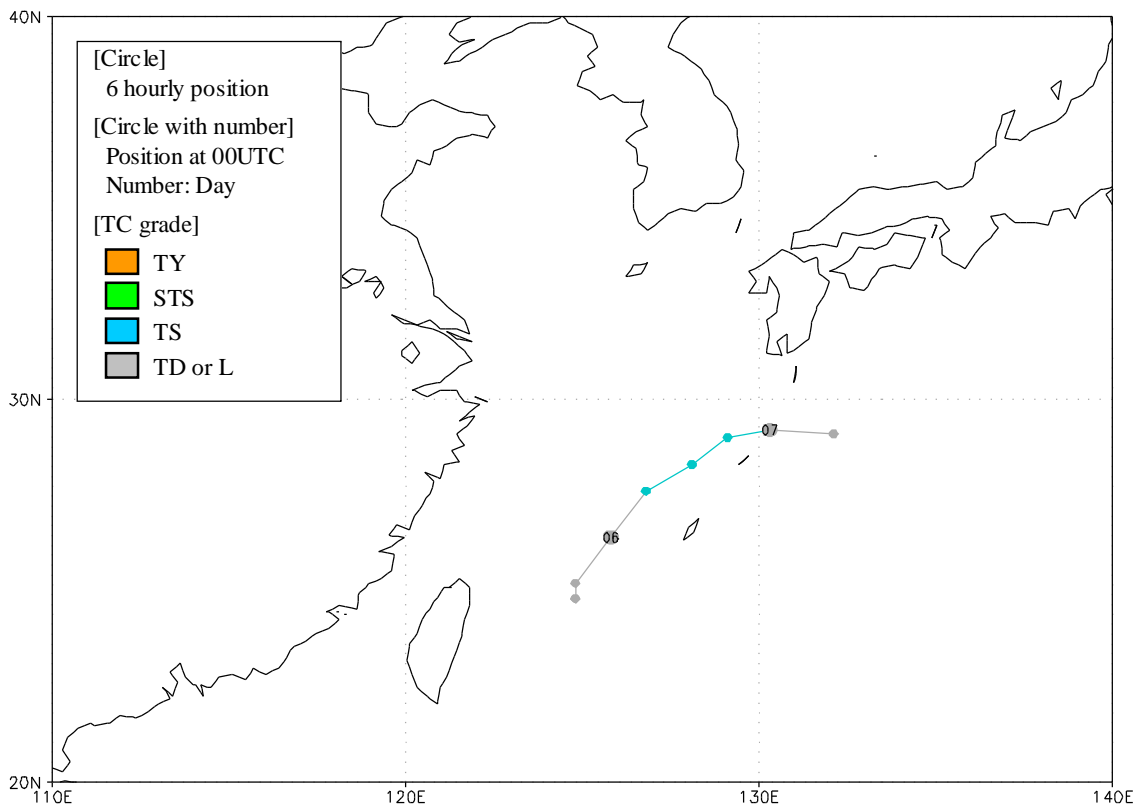 40N
[Circle]
6 hourly position
[Circle with number]
Position at 00UTC
Number: Day
[TC grade]
TY
STS
TS
TD or L
30N
07
06
20N
110E 120E 130E 140E